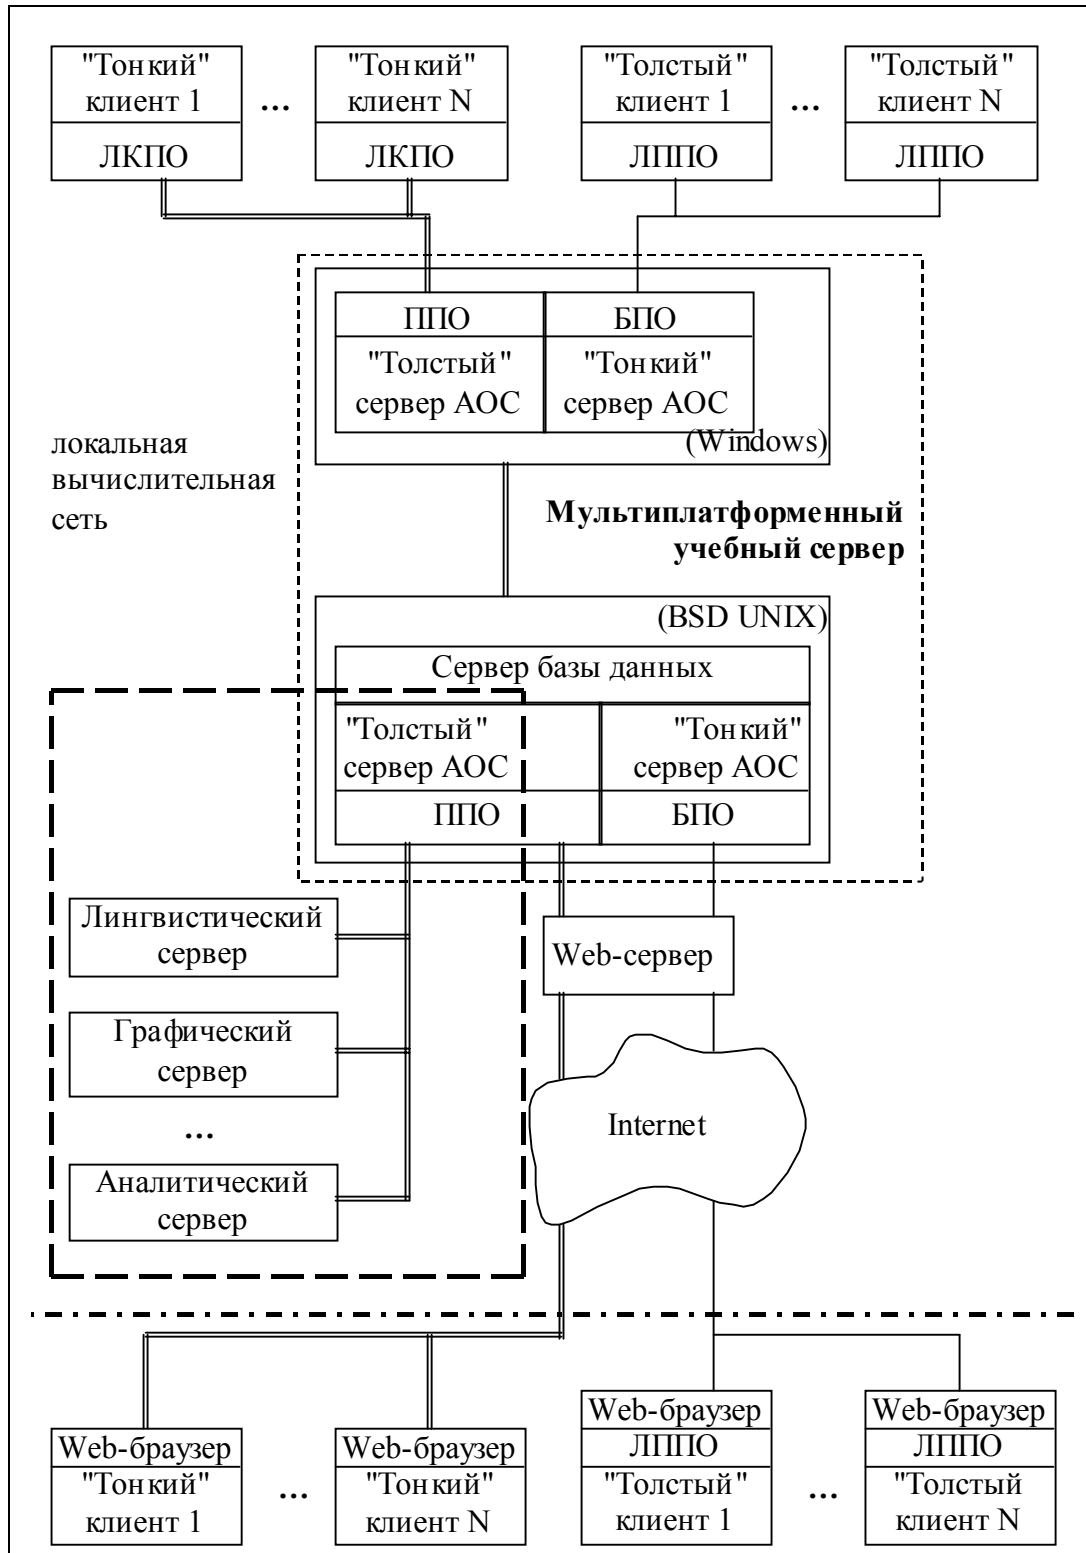 "Тонкий"
клиент 1
ЛКПО
...
"Тонкий"
клиент N
ЛКПО
"Толстый"
клиент 1
ЛППО
...
"Толстый"
клиент N
ЛППО
ППО
"Толстый"
сервер АОС
БПО
"Тонкий"
сервер АОС
(Windows)
локальная
вычислительная
сеть
Мультиплатформенный
учебный сервер
(BSD UNIX)
Сервер базы данных
"Толстый"
сервер АОС
ППО
"Тонкий"
сервер АОС
БПО
Лингвистический
сервер
Web-сервер
Графический
сервер
...
Internet
Аналитический
сервер
Web-браузер
"Тонкий"
клиент 1
...
Web-браузер
"Тонкий"
клиент N
Web-браузер
ЛППО
"Толстый"
клиент 1
...
Web-браузер
ЛППО
"Толстый
клиент N